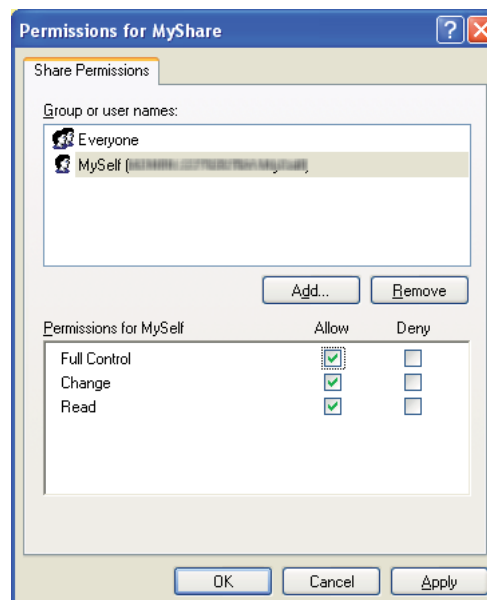 Permissions for MyShare
Share Permissions
Group or user names:
Everyone
MySelf (
Add... Remove
Permissions for MySelf Allow Deny
Full Control
Change
Read
OK Cancel Apply